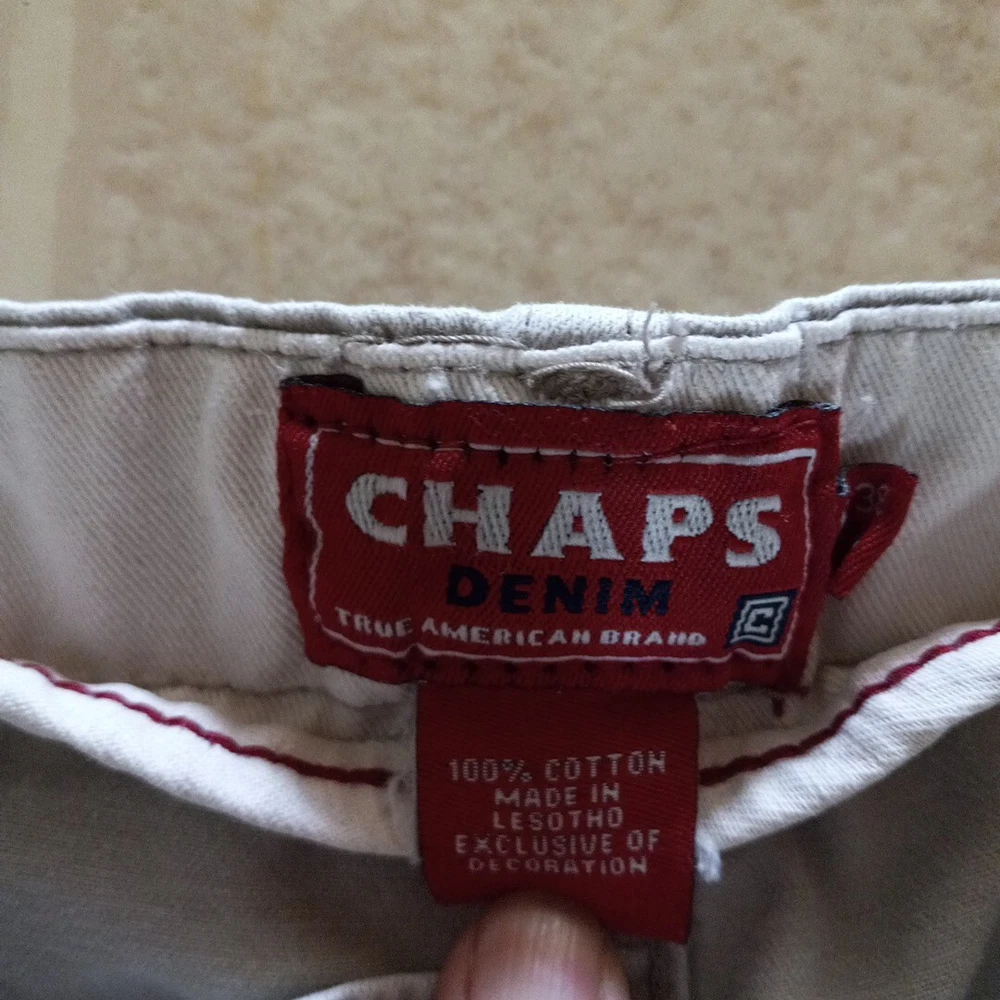 CHAPS
DENIM
TRUE AMERICAN BRAND
C
100% COTTON
MADE IN
LESOTHO
EXCLUSIVE OF
DECORATION